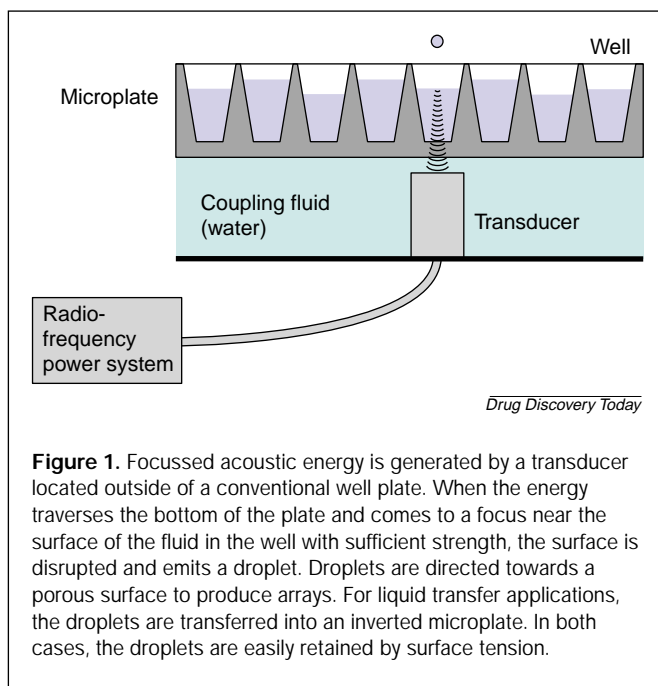 Well
Microplate
Coupling fluid
(water)
Transducer
Radio-
frequency
power system
Drug Discovery Today
Figure 1. Focussed acoustic energy is generated by a transducer
located outside of a conventional well plate. When the energy
traverses the bottom of the plate and comes to a focus near the
surface of the fluid in the well with sufficient strength, the surface is
disrupted and emits a droplet. Droplets are directed towards a
porous surface to produce arrays. For liquid transfer applications,
the droplets are transferred into an inverted microplate. In both
cases, the droplets are easily retained by surface tension.